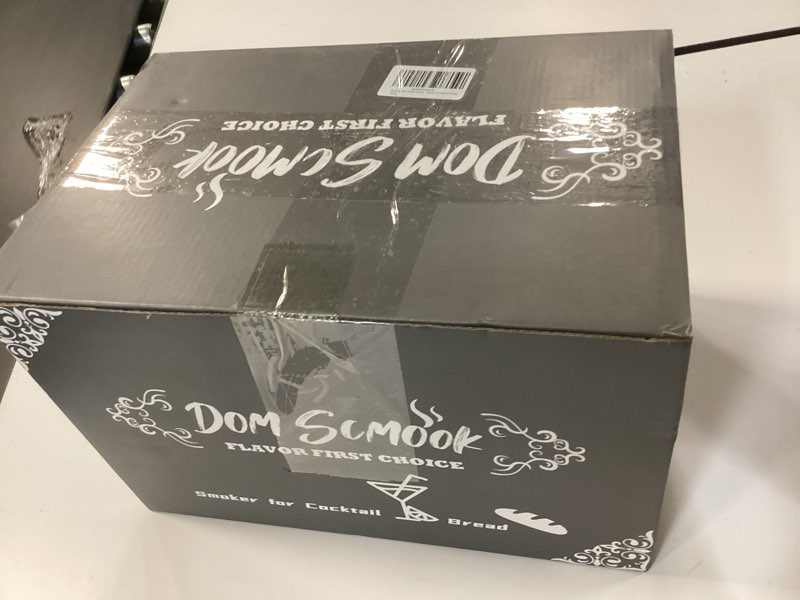 DOM SCMOOK
FLAVOR FIRST CHOICE
DOM SCMOOK
FLAVOR FIRST CHOICE
Smoker for Cocktail Bread